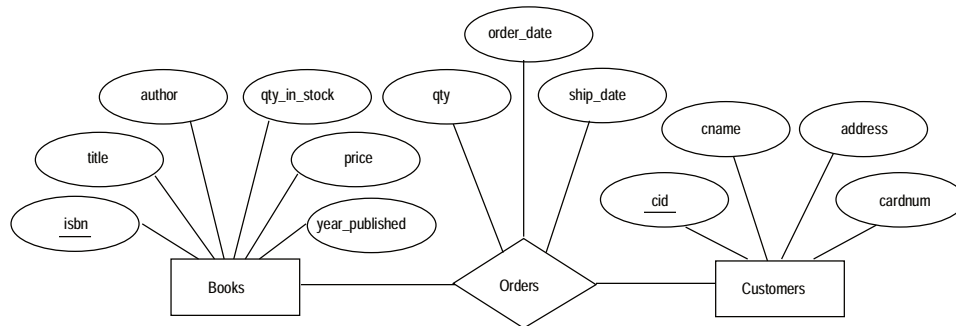 order_date
author
qty_in_stock
qty
ship_date
cname
address
title
price
cid
cardnum
isbn
year_published
Books
Orders
Customers